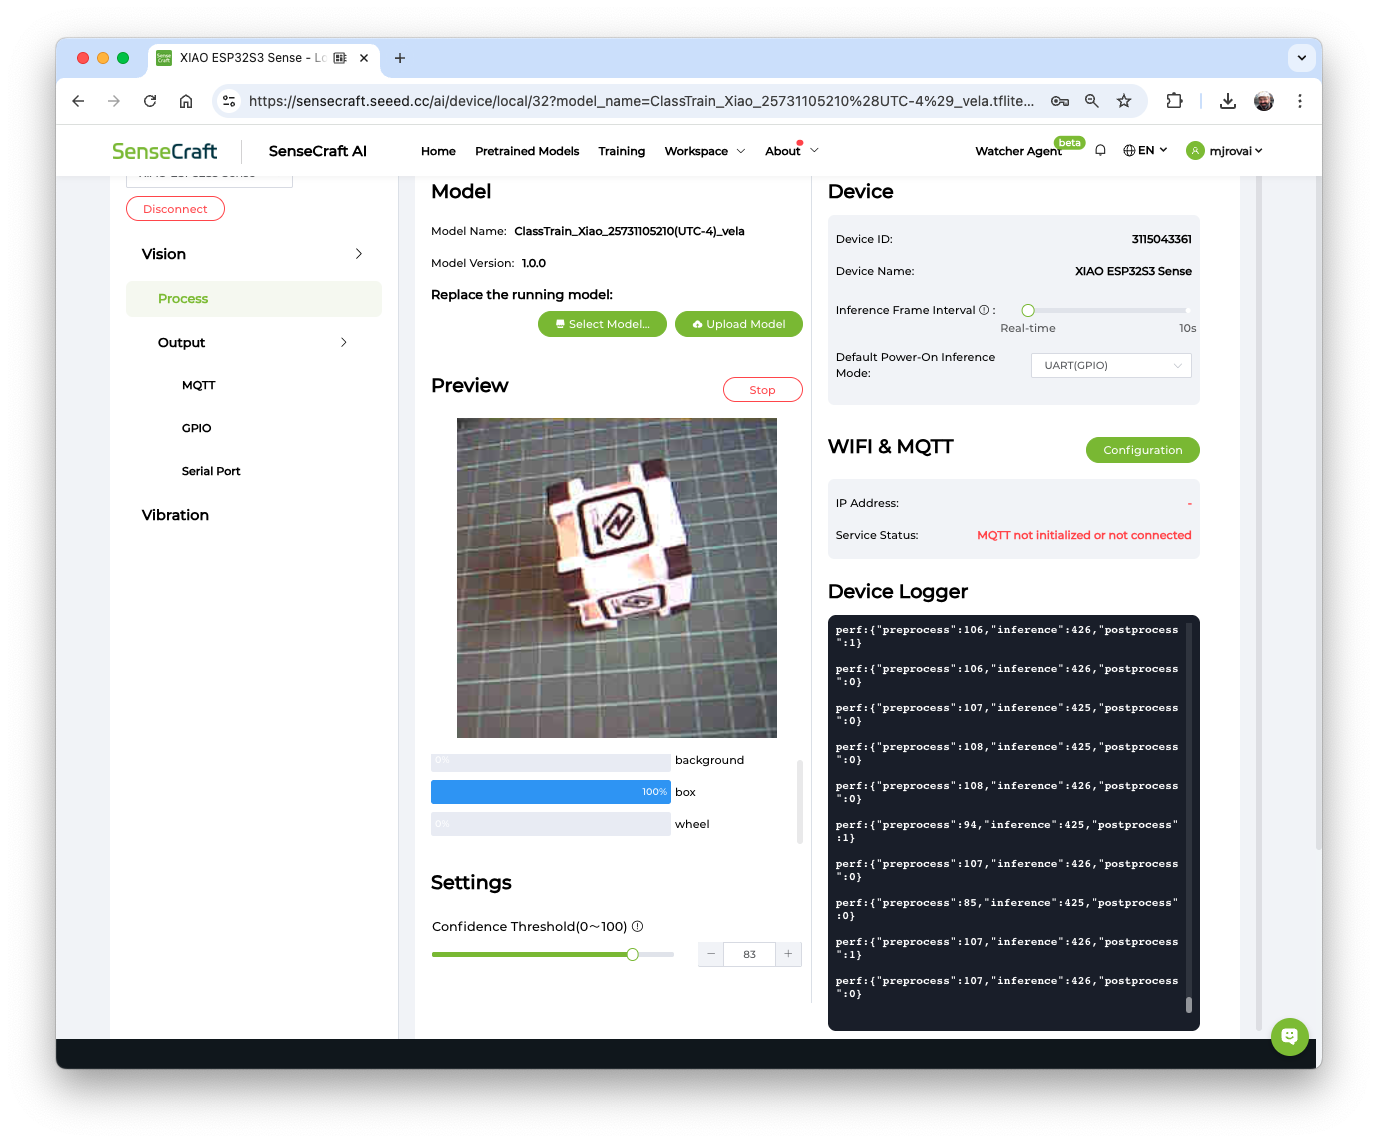 XIAO ESP32S3 Sense - Lo
https://sensecraft.seeed.cc/ai/device/local/32?model_name=ClassTrain_Xiao_25731105210%28UTC-4%29_vela.tflite...
SenseCraft
SenseCraft AI
Home
Pretrained Models
Training
Workspace
About
Watcher Agent
beta
EN
mjrovai
XIAO ESP32S3 Sense
Disconnect
Vision
Process
Output
MQTT
GPIO
Serial Port
Vibration
Model
Model Name: ClassTrain_Xiao_25731105210(UTC-4)_vela
Model Version: 1.0.0
Replace the running model:
Select Model...
Upload Model
Preview
Stop
0% background
100% box
0% wheel
Settings
Confidence Threshold(0~100)
83
Device
Device ID: 3115043361
Device Name: XIAO ESP32S3 Sense
Inference Frame Interval :
Real-time 10s
Default Power-On Inference
Mode:
UART(GPIO)
WIFI & MQTT
Configuration
IP Address: -
Service Status: MQTT not initialized or not connected
Device Logger
perf:{"preprocess":106,"inference":426,"postprocess
":1}
perf:{"preprocess":106,"inference":426,"postprocess
":0}
perf:{"preprocess":107,"inference":425,"postprocess
":0}
perf:{"preprocess":108,"inference":425,"postprocess
":0}
perf:{"preprocess":108,"inference":426,"postprocess
":0}
perf:{"preprocess":94,"inference":425,"postprocess"
:1}
perf:{"preprocess":107,"inference":426,"postprocess
":0}
perf:{"preprocess":85,"inference":425,"postprocess"
:0}
perf:{"preprocess":107,"inference":426,"postprocess
":1}
perf:{"preprocess":107,"inference":426,"postprocess
":0}